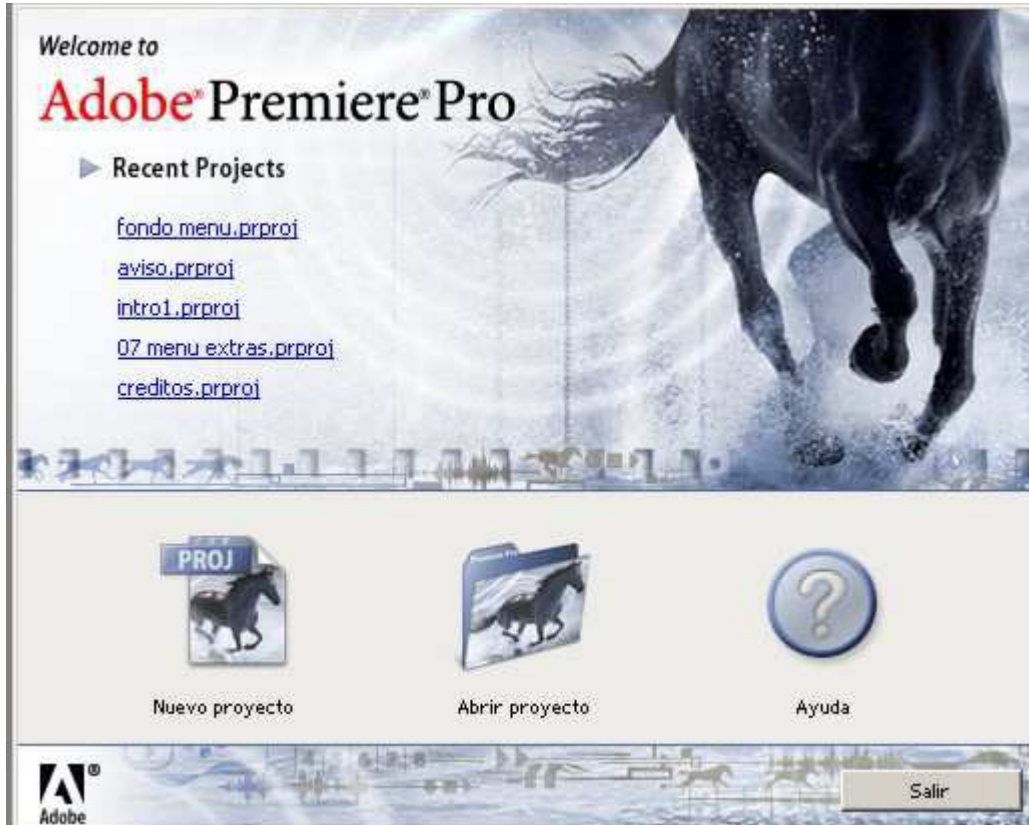 Welcome to
Adobe® Premiere® Pro
Recent Projects
fondo menu.prproj
aviso.prproj
intro1.prproj
07 menu extras.prproj
creditos.prproj
PROJ
Nuevo proyecto
Abrir proyecto
Ayuda
®
Adobe
Salir